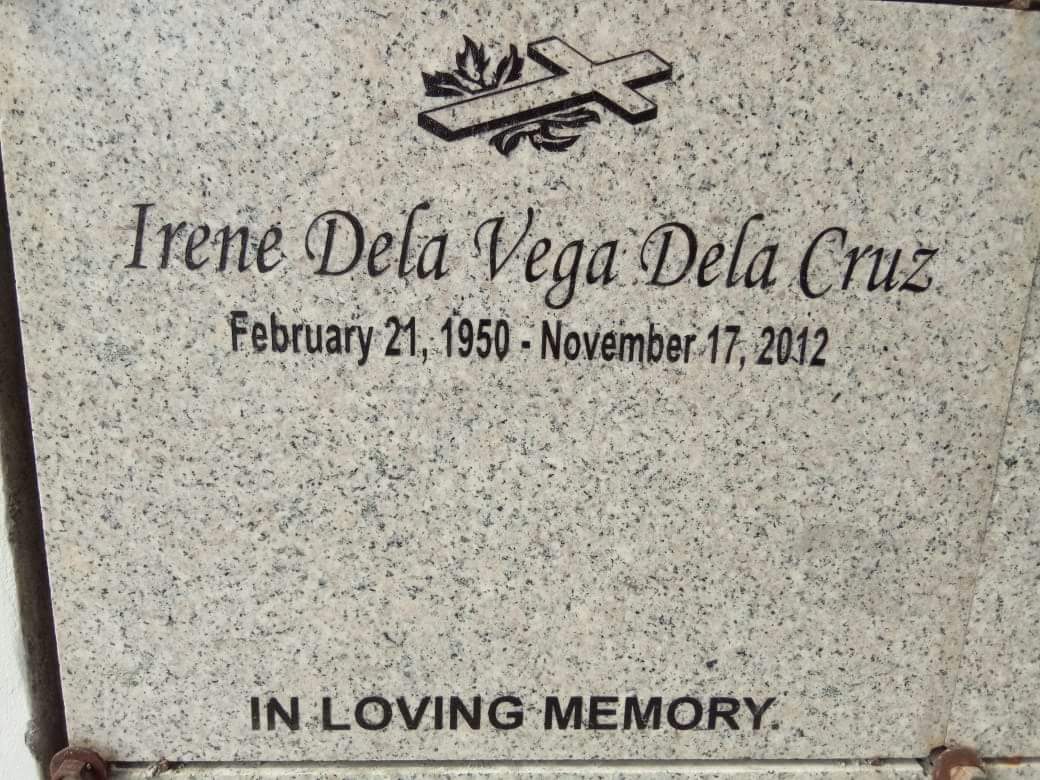 Irene Dela Vega Dela Cruz
February 21, 1950 - November 17, 2012
IN LOVING MEMORY.